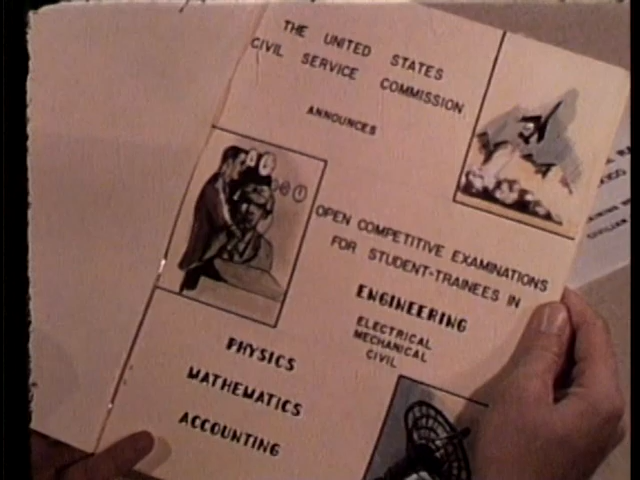 THE UNITED STATES
CIVIL SERVICE COMMISSION
ANNOUNCES
OPEN COMPETITIVE EXAMINATIONS
FOR STUDENT-TRAINEES IN
ENGINEERING
ELECTRICAL
MECHANICAL
CIVIL
PHYSICS
MATHEMATICS
ACCOUNTING